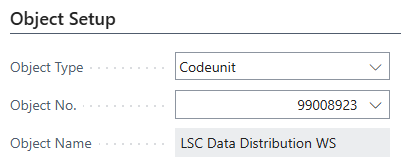 Object Setup
Object Type Codeunit
Object No. 99008923
Object Name LSC Data Distribution WS